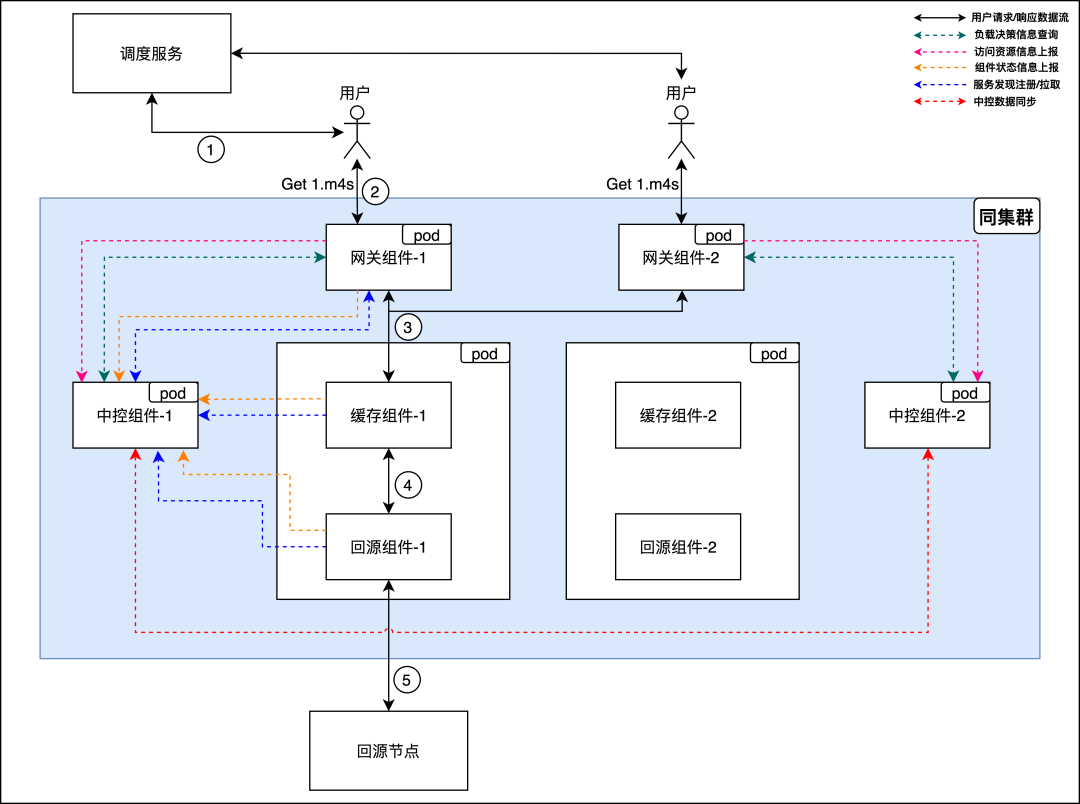 用户请求/响应数据流
负载决策信息查询
访问资源信息上报
组件状态信息上报
服务发现注册/拉取
中控数据同步
调度服务
用户
用户
1
Get 1.m4s
2
Get 1.m4s
同集群
pod
网关组件-1
pod
网关组件-2
3
pod
pod
pod
中控组件-1
缓存组件-1
缓存组件-2
pod
中控组件-2
4
回源组件-1
回源组件-2
5
回源节点